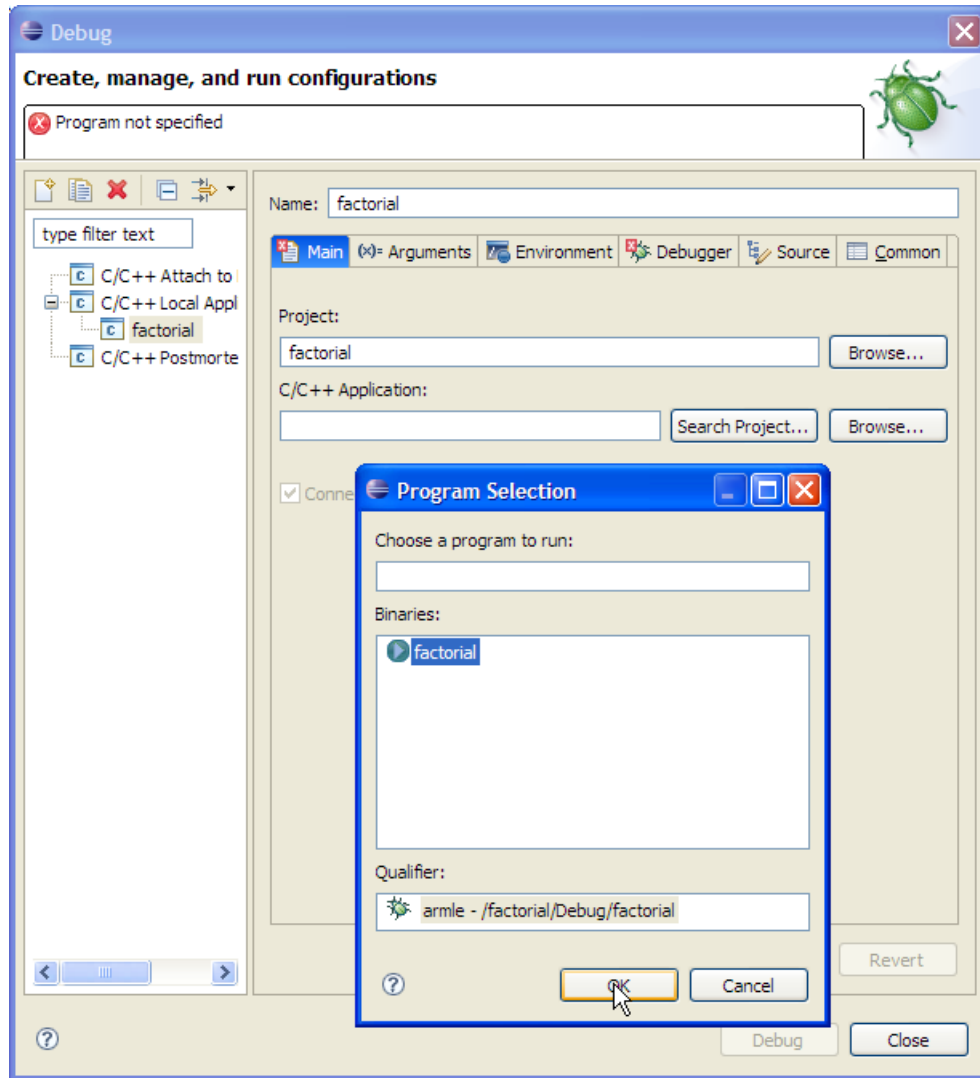 Debug
Create, manage, and run configurations
Program not specified
type filter text
C/C++ Attach to
C/C++ Local Appl
factorial
C/C++ Postmorte
Name: factorial
Main (x)= Arguments Environment Debugger Source Common
Project:
factorial Browse...
C/C++ Application:
Search Project... Browse...
Conne
Program Selection
Choose a program to run:
Binaries:
factorial
Qualifier:
armle - /factorial/Debug/factorial
OK Cancel
Revert
Debug Close